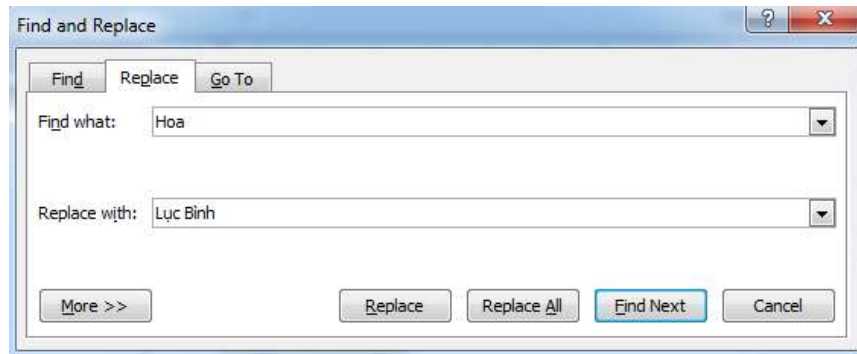 Find and Replace
Find Replace Go To
Find what: Hoa
Replace with: Lục Bình
More >> Replace Replace All Find Next Cancel